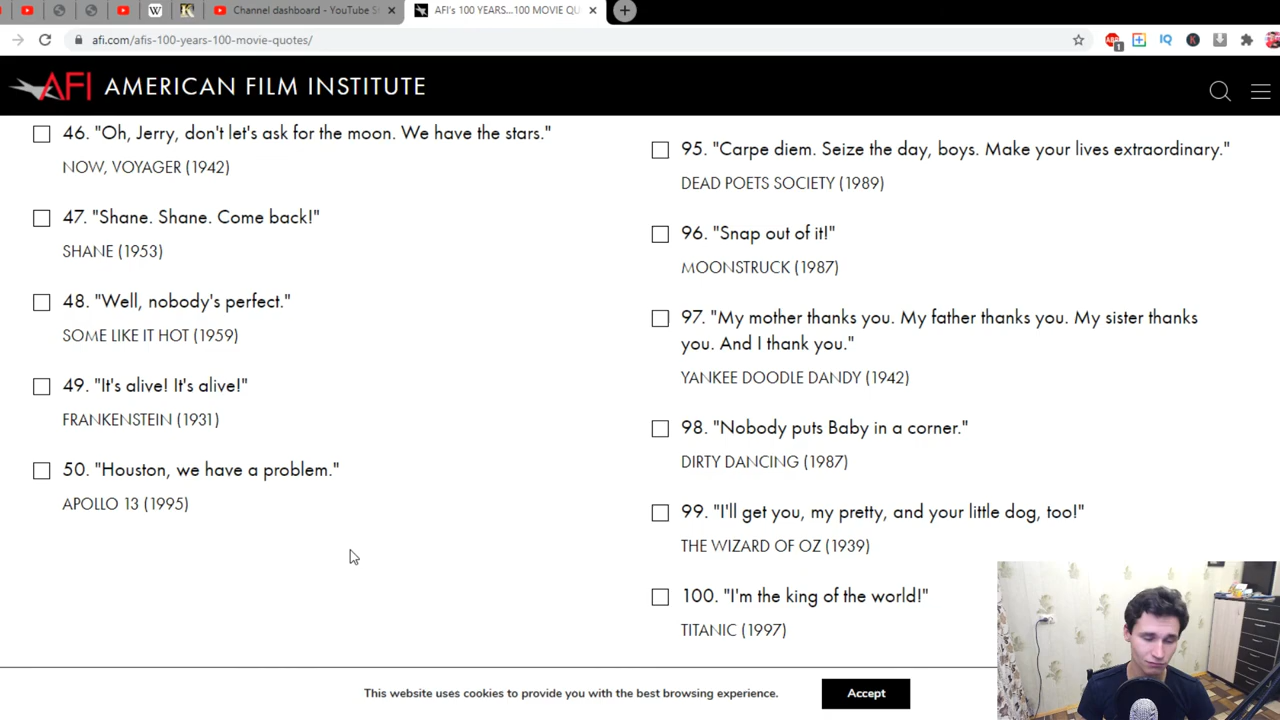 Channel dashboard - YouTube S
AFI's 100 YEARS...100 MOVIE QU
afi.com/afis-100-years-100-movie-quotes/
AFI AMERICAN FILM INSTITUTE
46. "Oh, Jerry, don't let's ask for the moon. We have the stars."
NOW, VOYAGER (1942)
47. "Shane. Shane. Come back!"
SHANE (1953)
48. "Well, nobody's perfect."
SOME LIKE IT HOT (1959)
49. "It's alive! It's alive!"
FRANKENSTEIN (1931)
50. "Houston, we have a problem."
APOLLO 13 (1995)
95. "Carpe diem. Seize the day, boys. Make your lives extraordinary."
DEAD POETS SOCIETY (1989)
96. "Snap out of it!"
MOONSTRUCK (1987)
97. "My mother thanks you. My father thanks you. My sister thanks
you. And I thank you."
YANKEE DOODLE DANDY (1942)
98. "Nobody puts Baby in a corner."
DIRTY DANCING (1987)
99. "I'll get you, my pretty, and your little dog, too!"
THE WIZARD OF OZ (1939)
100. "I'm the king of the world!"
TITANIC (1997)
This website uses cookies to provide you with the best browsing experience.
Accept